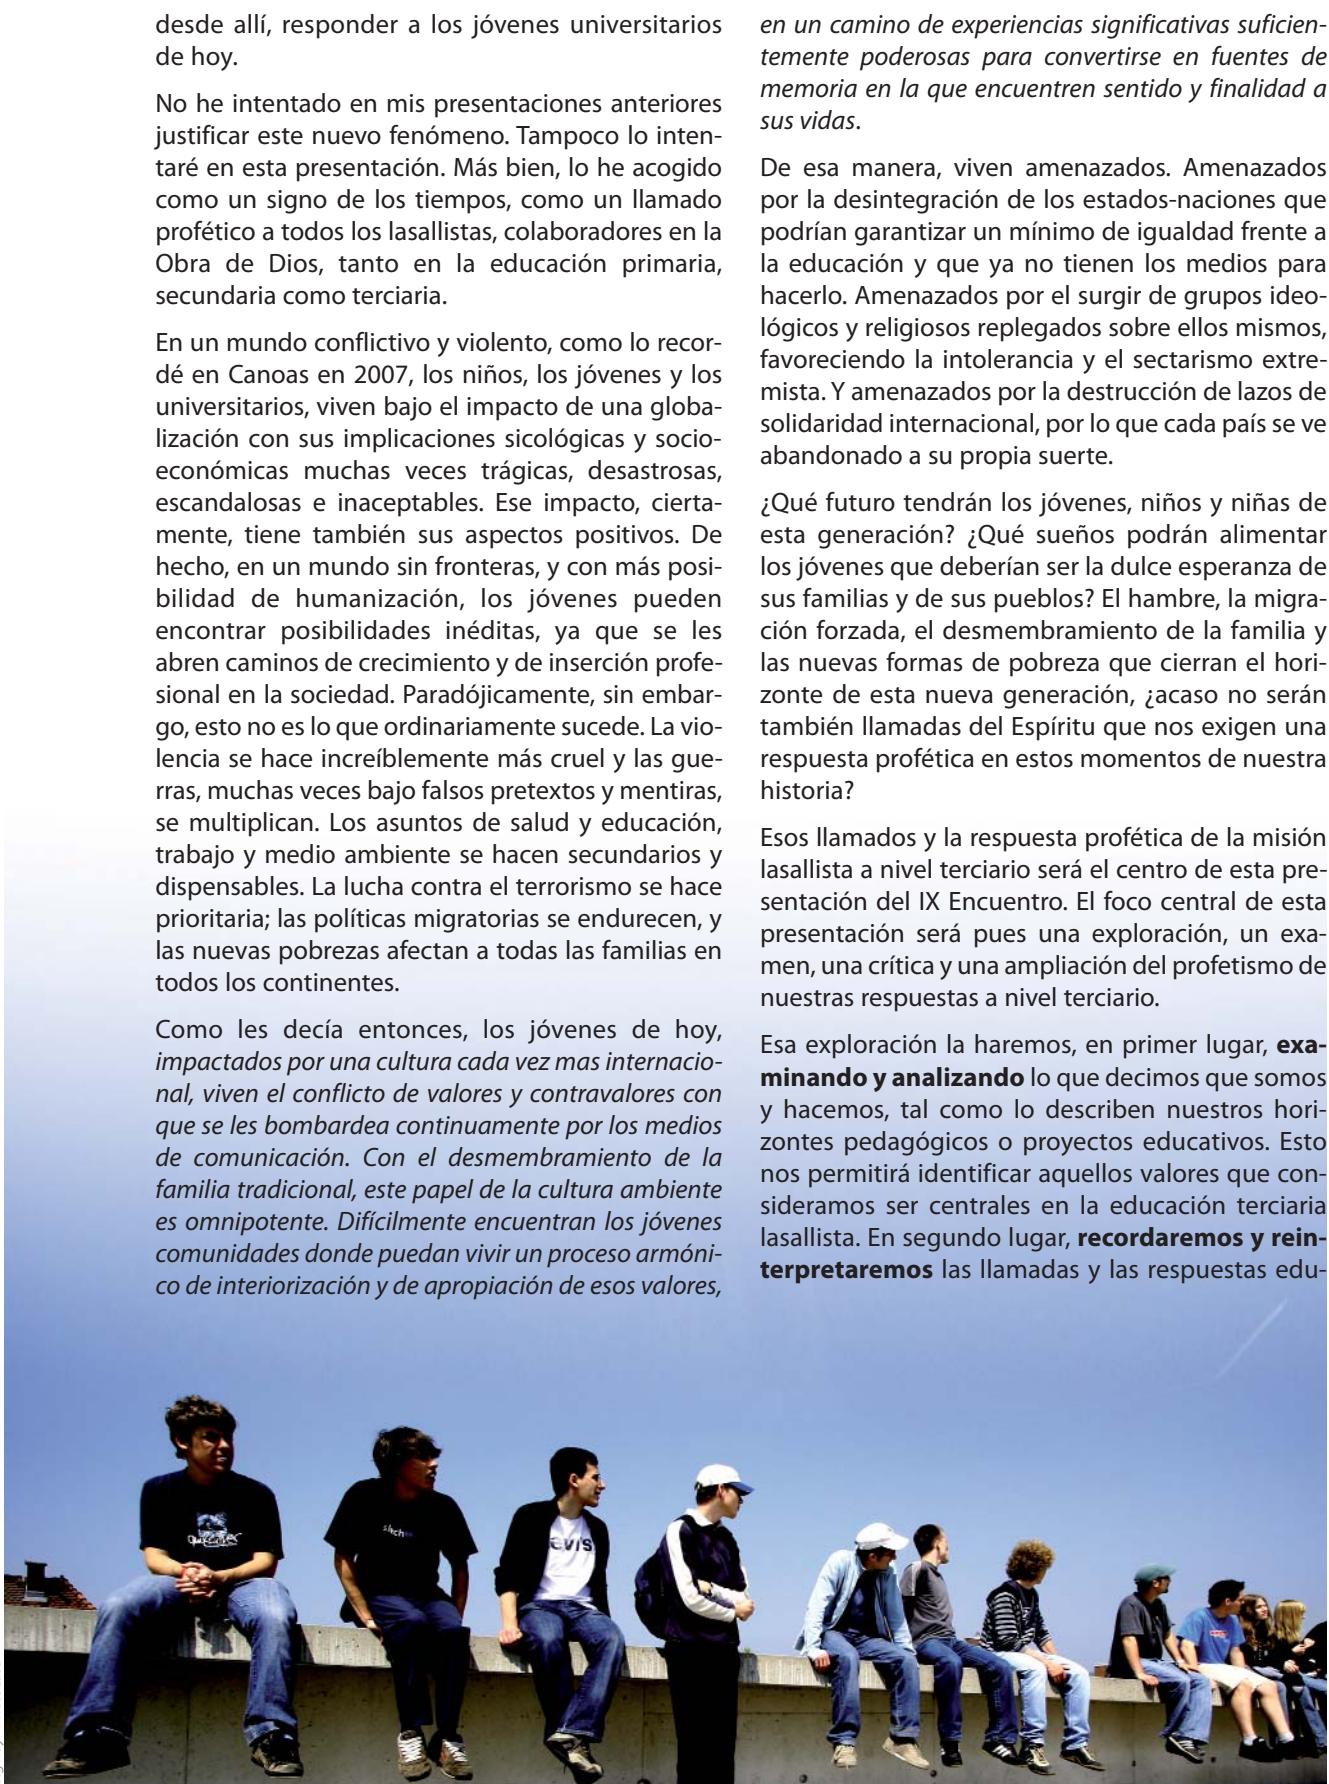 desde allí, responder a los jóvenes universitarios
de hoy.
No he intentado en mis presentaciones anteriores
justificar este nuevo fenómeno. Tampoco lo inten-
taré en esta presentación. Más bien, lo he acogido
como un signo de los tiempos, como un llamado
profético a todos los lasallistas, colaboradores en la
Obra de Dios, tanto en la educación primaria,
secundaria como terciaria.
En un mundo conflictivo y violento, como lo recor-
dé en Canoas en 2007, los niños, los jóvenes y los
universitarios, viven bajo el impacto de una globa-
lización con sus implicaciones sicológicas y socio-
económicas muchas veces trágicas, desastrosas,
escandalosas e inaceptables. Ese impacto, cierta-
mente, tiene también sus aspectos positivos. De
hecho, en un mundo sin fronteras, y con más posi-
bilidad de humanización, los jóvenes pueden
encontrar posibilidades inéditas, ya que se les
abren caminos de crecimiento y de inserción profe-
sional en la sociedad. Paradójicamente, sin embar-
go, esto no es lo que ordinariamente sucede. La vio-
lencia se hace increíblemente más cruel y las gue-
rras, muchas veces bajo falsos pretextos y mentiras,
se multiplican. Los asuntos de salud y educación,
trabajo y medio ambiente se hacen secundarios y
dispensables. La lucha contra el terrorismo se hace
prioritaria; las políticas migratorias se endurecen, y
las nuevas pobrezas afectan a todas las familias en
todos los continentes.
Como les decía entonces, los jóvenes de hoy,
impactados por una cultura cada vez mas internacio-
nal, viven el conflicto de valores y contravalores con
que se les bombardea continuamente por los medios
de comunicación. Con el desmembramiento de la
familia tradicional, este papel de la cultura ambiente
es omnipotente. Difícilmente encuentran los jóvenes
comunidades donde puedan vivir un proceso armóni-
co de interiorización y de apropiación de esos valores,
en un camino de experiencias significativas suficien-
temente poderosas para convertirse en fuentes de
memoria en la que encuentren sentido y finalidad a
sus vidas.
De esa manera, viven amenazados. Amenazados
por la desintegración de los estados-naciones que
podrían garantizar un mínimo de igualdad frente a
la educación y que ya no tienen los medios para
hacerlo. Amenazados por el surgir de grupos ideo-
lógicos y religiosos replegados sobre ellos mismos,
favoreciendo la intolerancia y el sectarismo extre-
mista. Y amenazados por la destrucción de lazos de
solidaridad internacional, por lo que cada país se ve
abandonado a su propia suerte.
¿Qué futuro tendrán los jóvenes, niños y niñas de
esta generación? ¿Qué sueños podrán alimentar
los jóvenes que deberían ser la dulce esperanza de
sus familias y de sus pueblos? El hambre, la migra-
ción forzada, el desmembramiento de la familia y
las nuevas formas de pobreza que cierran el hori-
zonte de esta nueva generación, ¿acaso no serán
también llamadas del Espíritu que nos exigen una
respuesta profética en estos momentos de nuestra
historia?
Esos llamados y la respuesta profética de la misión
lasallista a nivel terciario será el centro de esta pre-
sentación del IX Encuentro. El foco central de esta
presentación será pues una exploración, un exa-
men, una crítica y una ampliación del profetismo de
nuestras respuestas a nivel terciario.
Esa exploración la haremos, en primer lugar, exa-
minando y analizando lo que decimos que somos
y hacemos, tal como lo describen nuestros hori-
zontes pedagógicos o proyectos educativos. Esto
nos permitirá identificar aquellos valores que con-
sideramos ser centrales en la educación terciaria
lasallista. En segundo lugar, recordaremos y rein-
terpretaremos las llamadas y las respuestas edu-